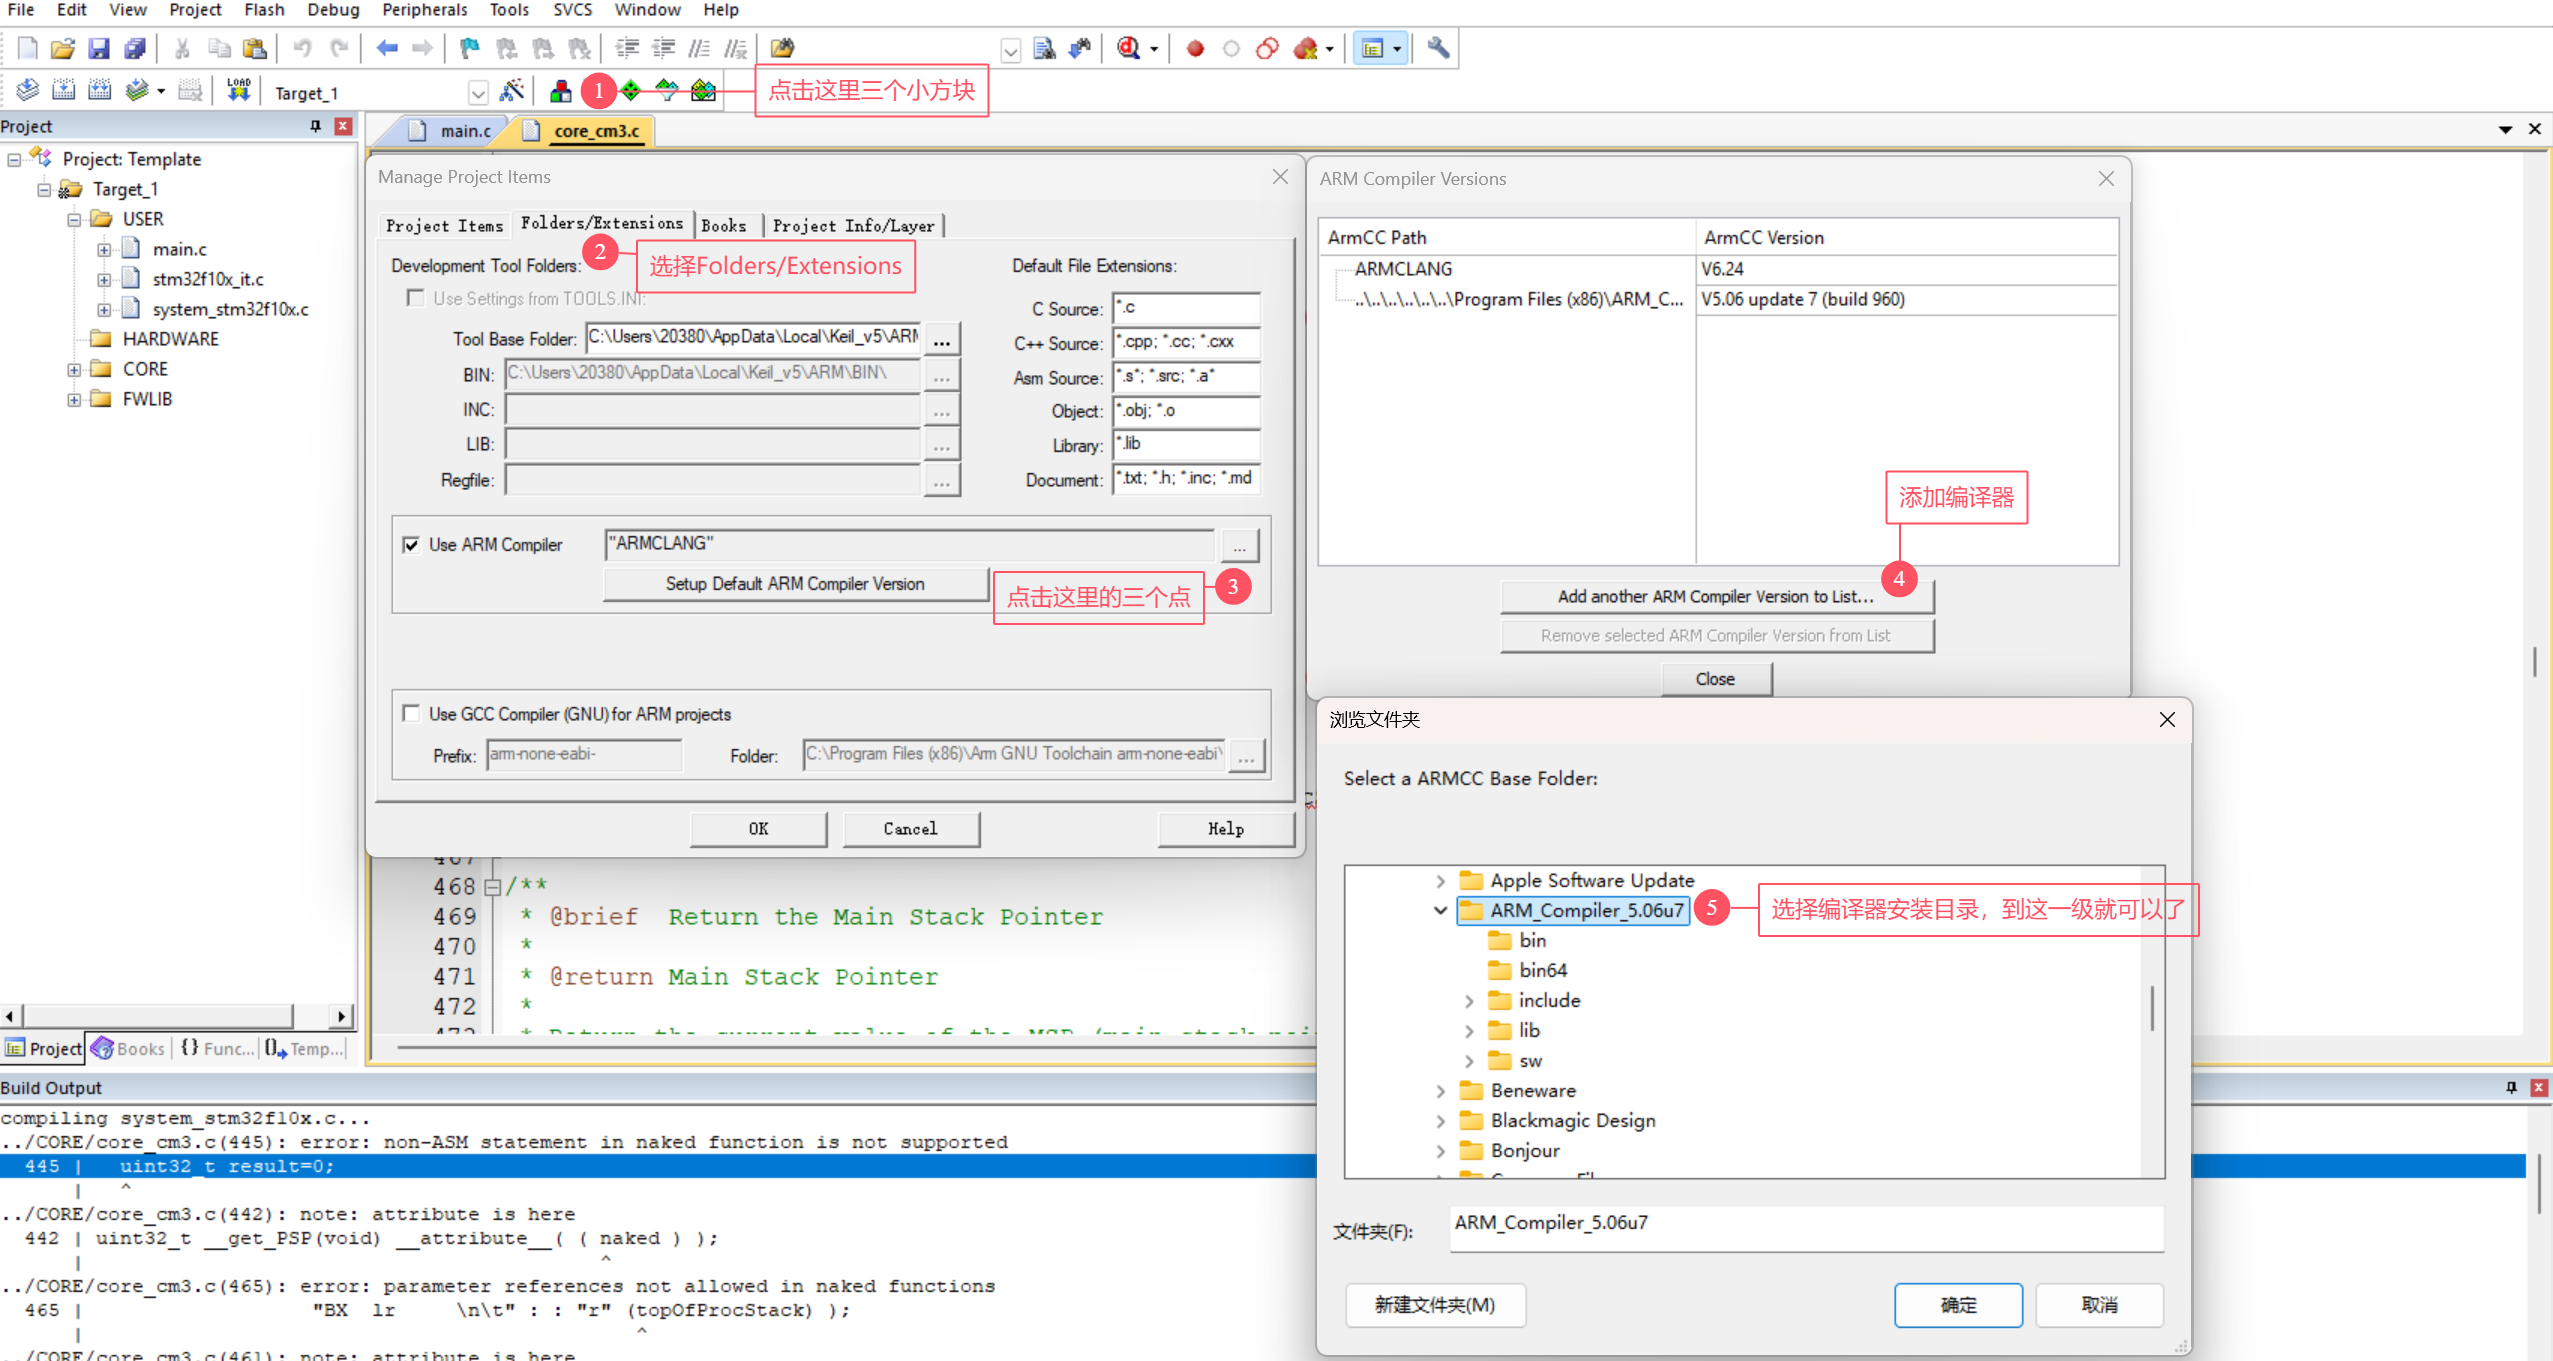 File Edit View Project Flash Debug Peripherals Tools SVCS Window Help
LOAD
Target_1
1
点击这里三个小方块
Project
main.c
core_cm3.c
Project: Template
Target_1
USER
main.c
stm32f10x_it.c
system_stm32f10x.c
HARDWARE
CORE
FWLIB
Manage Project Items
Project Items Folders/Extensions Books Project Info/Layer
2
选择Folders/Extensions
Development Tool Folders:
Use Settings from TOOLS.INI:
Tool Base Folder: C:\Users\20380\AppData\Local\Keil_v5\ARM ...
BIN: C:\Users\20380\AppData\Local\Keil_v5\ARM\BIN\ ...
INC: ...
LIB: ...
Regfile: ...
Default File Extensions:
C Source: *.c
C++ Source: *.cpp; *.cc; *.cxx
Asm Source: *.s*; *.src; *.a*
Object: *.obj; *.o
Library: *.lib
Document: *.txt; *.h; *.inc; *.md
Use ARM Compiler "ARMCLANG" ...
Setup Default ARM Compiler Version
点击这里的三个点
3
Use GCC Compiler (GNU) for ARM projects
Prefix: arm-none-eabi- Folder: C:\Program Files (x86)\Arm GNU Toolchain arm-none-eabi\ ...
OK Cancel Help
ARM Compiler Versions
ArmCC Path ArmCC Version
ARMCLANG V6.24
..\..\..\..\..\..\Program Files (x86)\ARM_C... V5.06 update 7 (build 960)
添加编译器
4
Add another ARM Compiler Version to List...
Remove selected ARM Compiler Version from List
Close
浏览文件夹
Select a ARMCC Base Folder:
Apple Software Update
ARM_Compiler_5.06u7
5
选择编译器安装目录，到这一级就可以了
bin
bin64
include
lib
sw
Beneware
Blackmagic Design
Bonjour
文件夹(F): ARM_Compiler_5.06u7
新建文件夹(M) 确定 取消
467
468 /**
469 * @brief Return the Main Stack Pointer
470 *
471 * @return Main Stack Pointer
472 *
473 * Return the current value of the MSP (main stack poi
Project Books {} Func... Temp...
Build Output
compiling system_stm32f10x.c...
../CORE/core_cm3.c(445): error: non-ASM statement in naked function is not supported
445 | uint32_t result=0;
| ^
../CORE/core_cm3.c(442): note: attribute is here
442 | uint32_t __get_PSP(void) __attribute__( ( naked ) );
| ^
../CORE/core_cm3.c(465): error: parameter references not allowed in naked functions
465 | "BX lr \n\t" : : "r" (topOfProcStack) );
| ^
../CORE/core_cm3.c(461): note: attribute is here